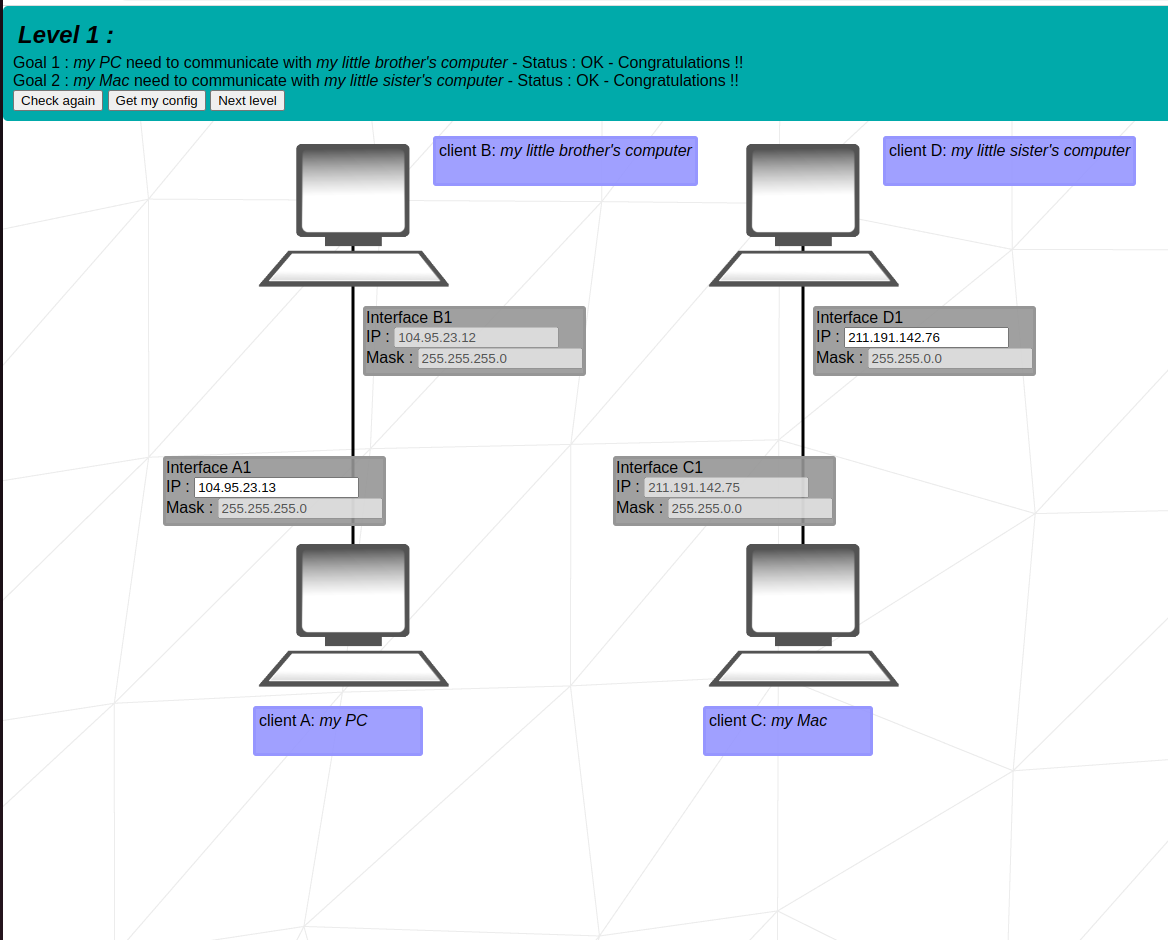 Level 1 :
Goal 1 : my PC need to communicate with my little brother's computer - Status : OK - Congratulations !!
Goal 2 : my Mac need to communicate with my little sister's computer - Status : OK - Congratulations !!
Check again Get my config Next level
client B: my little brother's computer
client D: my little sister's computer
Interface B1
IP : 104.95.23.12
Mask : 255.255.255.0
Interface D1
IP : 211.191.142.76
Mask : 255.255.0.0
Interface A1
IP : 104.95.23.13
Mask : 255.255.255.0
Interface C1
IP : 211.191.142.75
Mask : 255.255.0.0
client A: my PC
client C: my Mac